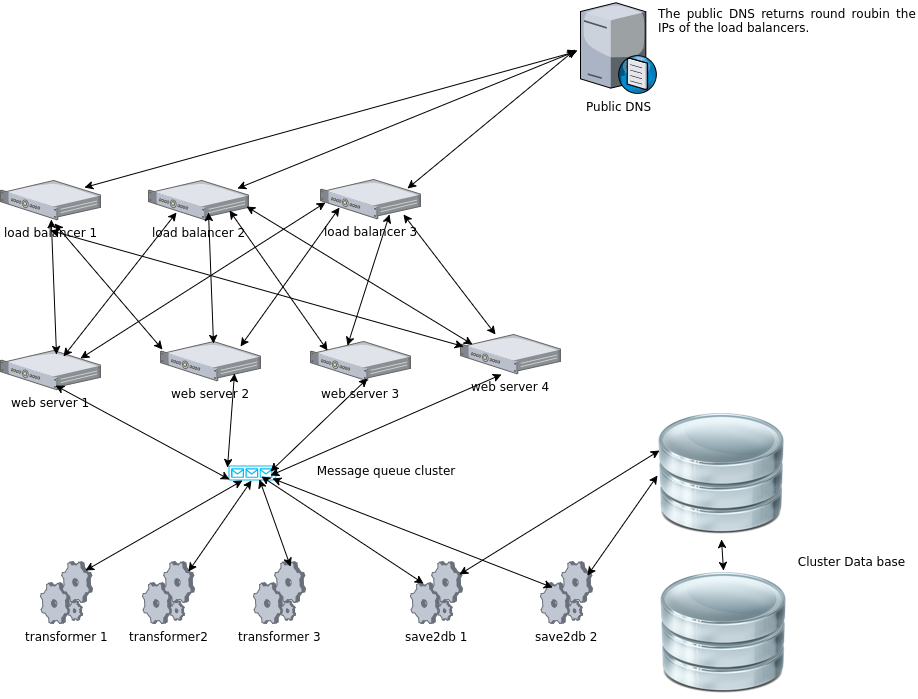 The public DNS returns round roubin the
IPs of the load balancers.
Public DNS
load balancer 1
load balancer 2
load balancer 3
web server 1
web server 2
web server 3
web server 4
Message queue cluster
Cluster Data base
transformer 1
transformer2
transformer 3
save2db 1
save2db 2